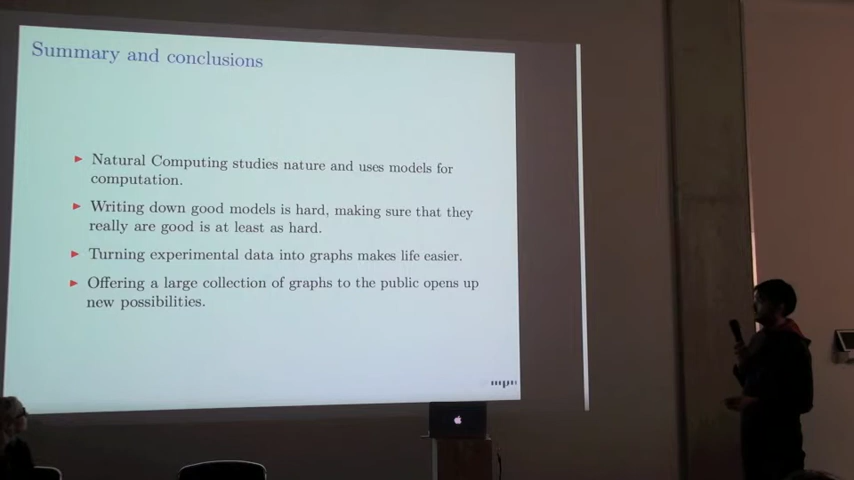 Summary and conclusions
Natural Computing studies nature and uses models for
computation.
Writing down good models is hard, making sure that they
really are good is at least as hard.
Turning experimental data into graphs makes life easier.
Offering a large collection of graphs to the public opens up
new possibilities.